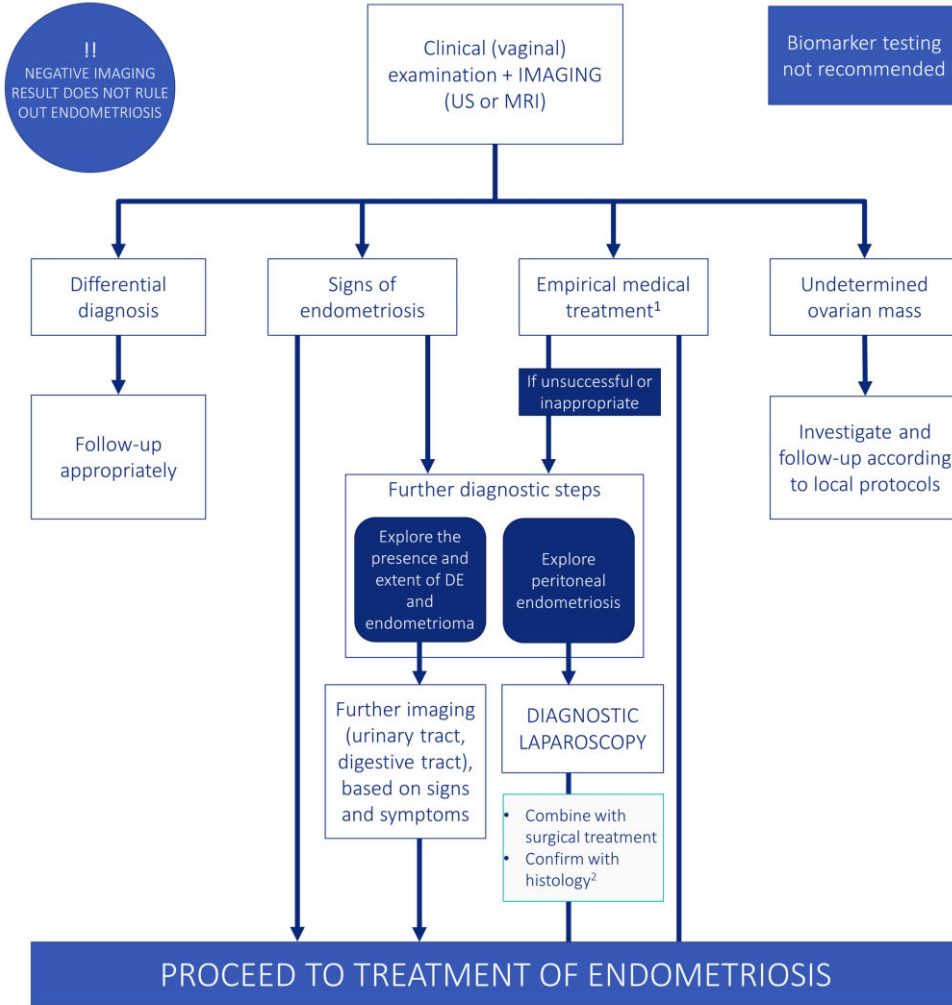 !!
NEGATIVE IMAGING
RESULT DOES NOT RULE
OUT ENDOMETRIOSIS
Clinical (vaginal)
examination + IMAGING
(US or MRI)
Biomarker testing
not recommended
Differential
diagnosis
Signs of
endometriosis
Empirical medical
treatment¹
Undetermined
ovarian mass
If unsuccessful or
inappropriate
Follow-up
appropriately
Investigate and
follow-up according
to local protocols
Further diagnostic steps
Explore the
presence and
extent of DE
and
endometrioma
Explore
peritoneal
endometriosis
Further imaging
(urinary tract,
digestive tract),
based on signs
and symptoms
DIAGNOSTIC
LAPAROSCOPY
• Combine with
surgical treatment
• Confirm with
histology²
PROCEED TO TREATMENT OF ENDOMETRIOSIS